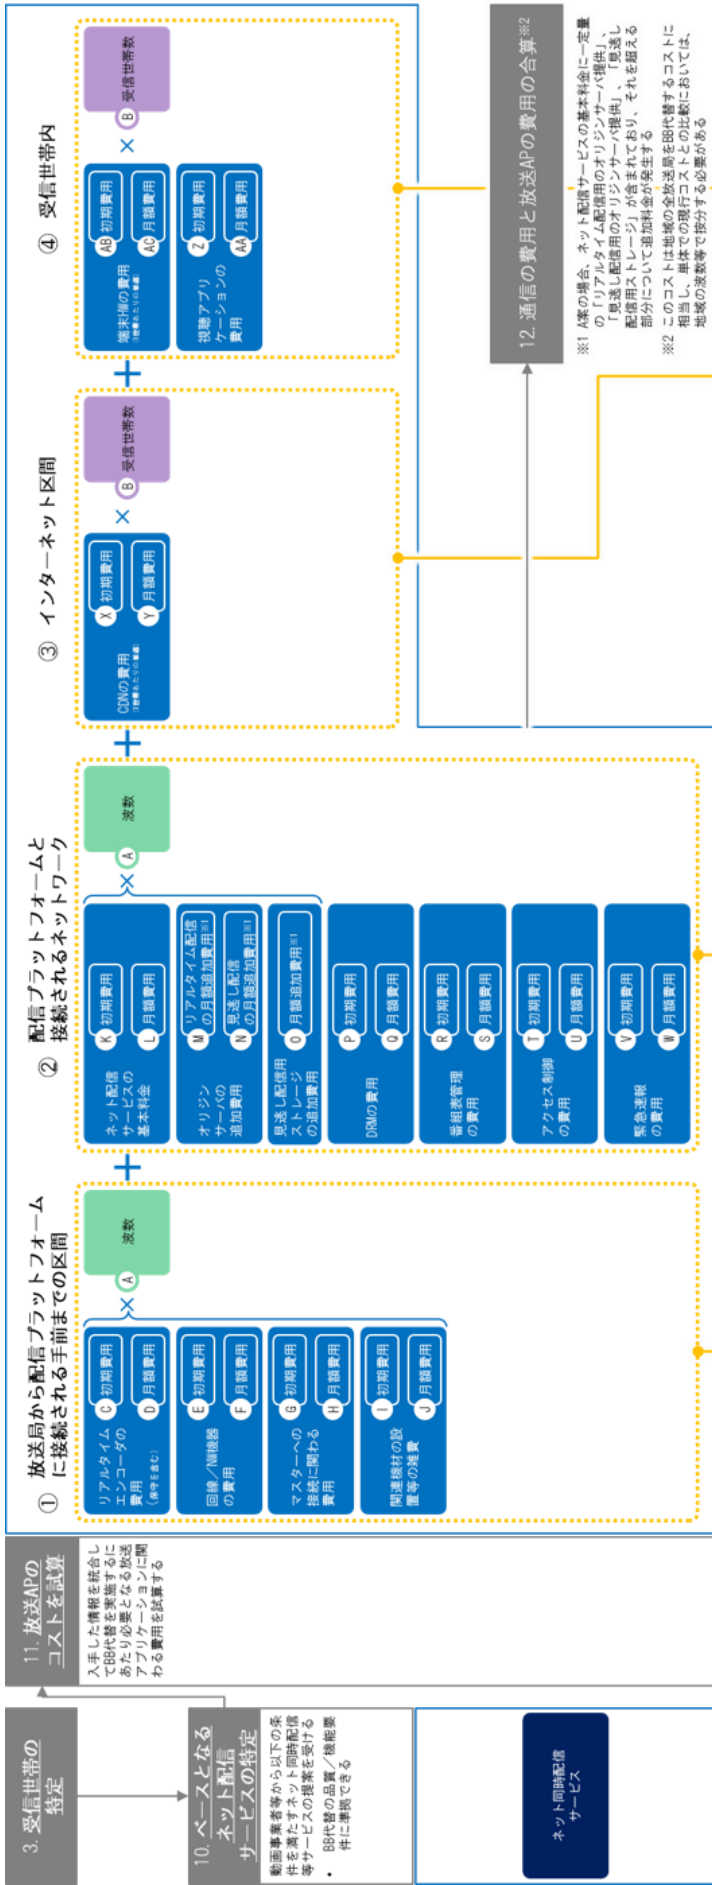 3. 受信世帯の
特定
10. ベースとなる
ネット配信
サービスの特定
動画事業者等から以下の条
件を満たすネット同時配信
等サービスの提案を受ける
• BB代替の品質／機能要
件に準拠できる
ネット同時配信
サービス
11. 放送APの
コストを試算
入手した情報を統合し
てBB代替を実施するに
あたり必要となる放送
アプリケーションに関
わる費用を試算する
① 放送局から配信プラットフォーム
に接続される手前までの区間
リアルタイム
エンコーダの
費用
(保守を含む)
C 初期費用
D 月額費用
回線／NW機器
の費用
E 初期費用
F 月額費用
マスターへの
接続に関わる
費用
G 初期費用
H 月額費用
関連機材の設
置等の雑費
I 初期費用
J 月額費用
×
A 波数
+
② 配信プラットフォームと
接続されるネットワーク
ネット配信
サービスの
基本料金
K 初期費用
L 月額費用
オリジン
サーバの
追加費用
M リアルタイム配信
の月額追加費用※1
N 見逃し配信
の月額追加費用※1
見逃し配信用
ストレージ
の追加費用
O 月額追加費用※1
DRMの費用
P 初期費用
Q 月額費用
番組表管理
の費用
R 初期費用
S 月額費用
アクセス制御
の費用
T 初期費用
U 月額費用
緊急速報
の費用
V 初期費用
W 月額費用
×
A 波数
+
③ インターネット区間
CDNの費用
(1世帯あたりの単価)
X 初期費用
Y 月額費用
×
B 受信世帯数
+
④ 受信世帯内
端末HWの費用
(1世帯あたりの単価)
AB 初期費用
AC 月額費用
視聴アプリ
ケーションの
費用
Z 初期費用
AA 月額費用
×
B 受信世帯数
12. 通信の費用と放送APの費用の合算※2
※1 A案の場合、ネット配信サービスの基本料金に一定量
の「リアルタイム配信用のオリジンサーバ提供」、
「見逃し配信用のオリジンサーバ提供」、「見逃し
配信用ストレージ」が含まれており、それを超える
部分について追加料金が発生する
※2 このコストは地域の全放送局をBB代替するコストに
相当し、単体での現行コストとの比較においては、
地域の波数等で按分する必要がある